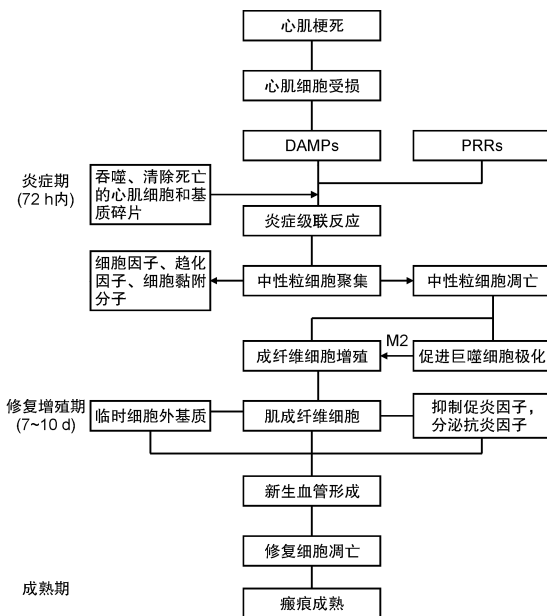 心肌梗死
心肌细胞受损
DAMPs
PRRs
炎症期
(72 h内)
吞噬、清除死亡
的心肌细胞和基
质碎片
炎症级联反应
细胞因子、趋化
因子、细胞黏附
分子
中性粒细胞聚集
中性粒细胞凋亡
成纤维细胞增殖
M2
促进巨噬细胞极化
修复增殖期
(7~10 d)
临时细胞外基质
肌成纤维细胞
抑制促炎因子，
分泌抗炎因子
新生血管形成
修复细胞凋亡
成熟期
瘢痕成熟